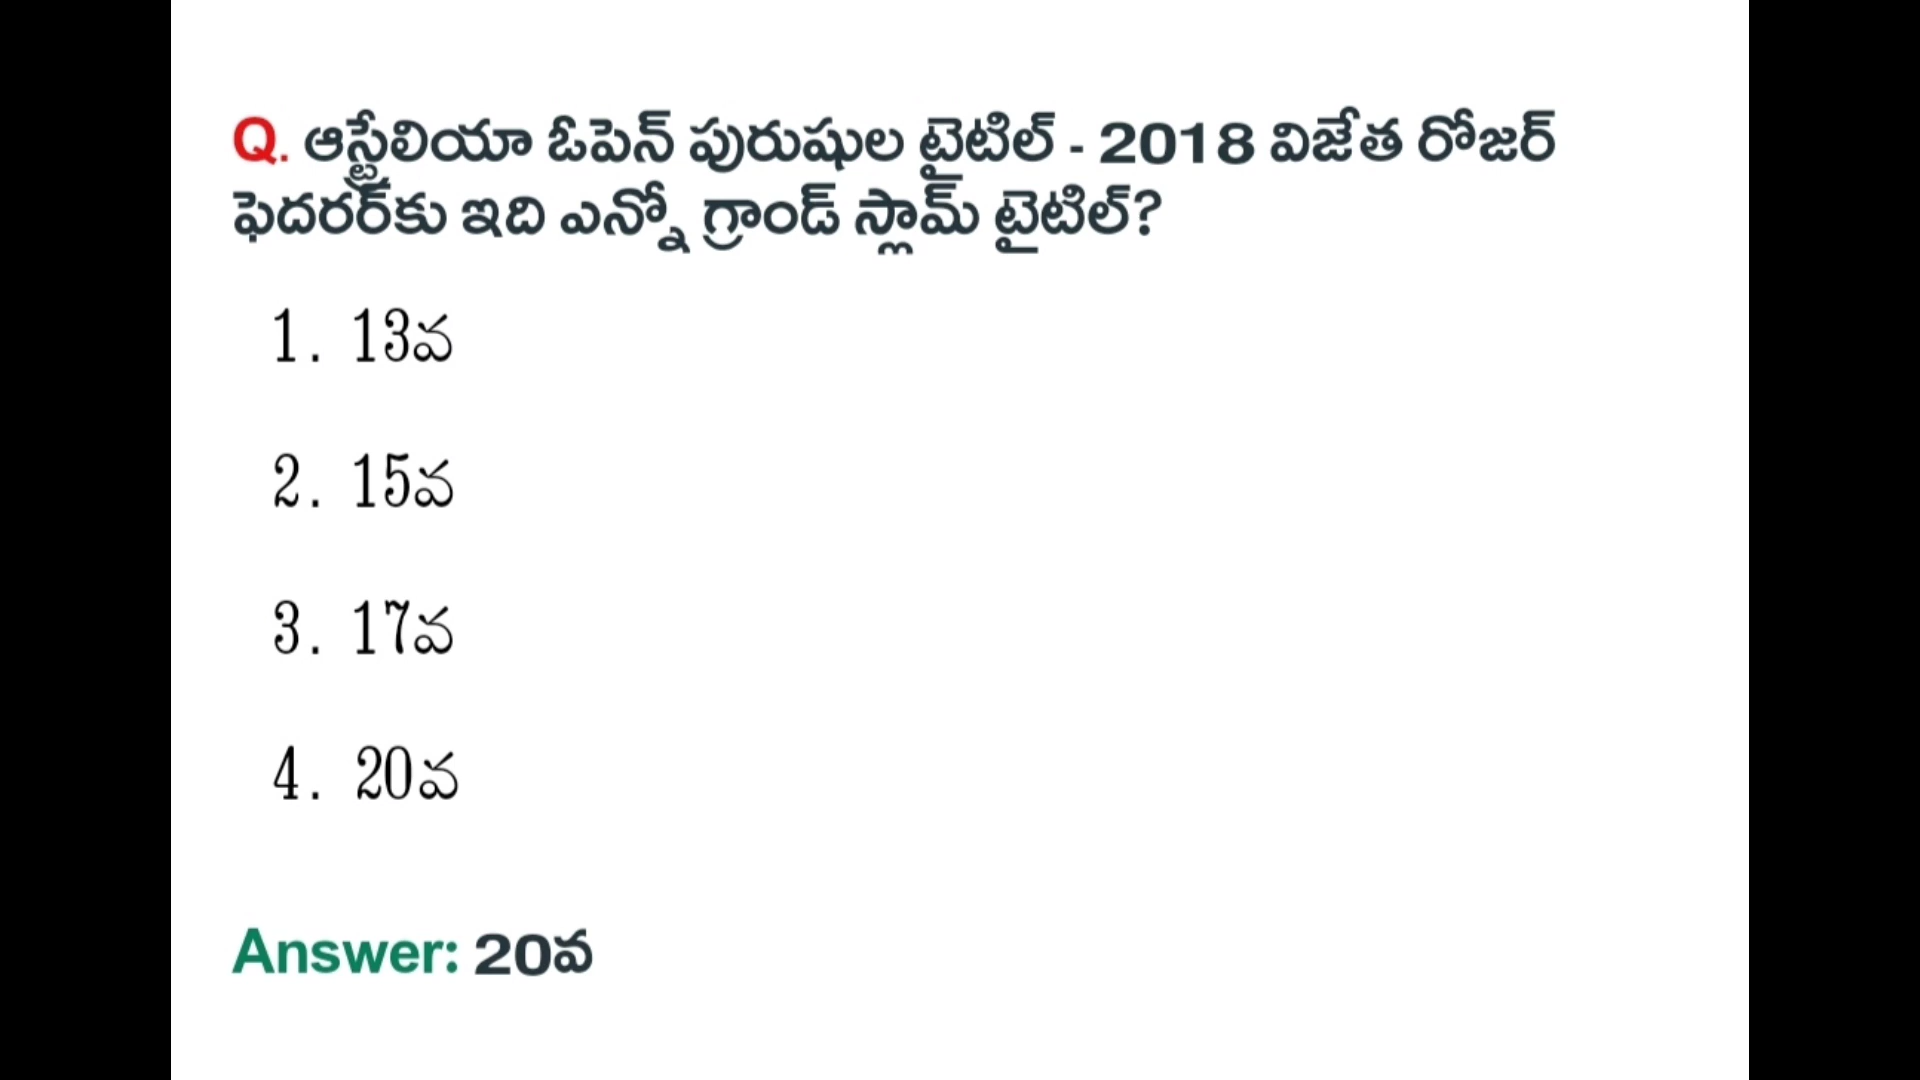 Q. ఆస్ట్రేలియా ఓపెన్ పురుషుల టైటిల్ - 2018 విజేత రోజర్
ఫెదరర్‌కు ఇది ఎన్నో గ్రాండ్ స్లామ్ టైటిల్?
1. 13వ
2. 15వ
3. 17వ
4. 20వ
Answer: 20వ